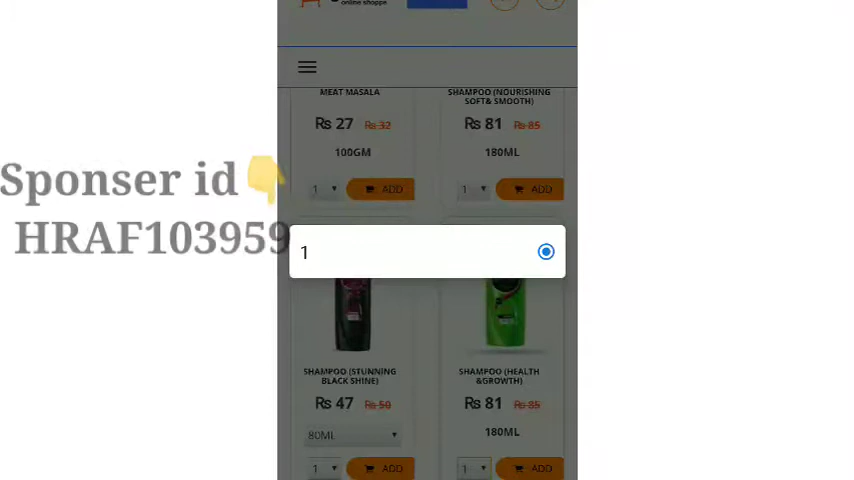 online shoppe
MEAT MASALA
SHAMPOO (NOURISHING
SOFT& SMOOTH)
₨ 27 ₨ 32
₨ 81 ₨ 85
100GM
180ML
1 ADD
1 ADD
Sponser id👇
HRAF103959
1
SHAMPOO (STUNNING
BLACK SHINE)
SHAMPOO (HEALTH
&GROWTH)
₨ 47 ₨ 50
₨ 81 ₨ 85
80ML
180ML
1 ADD
1 ADD